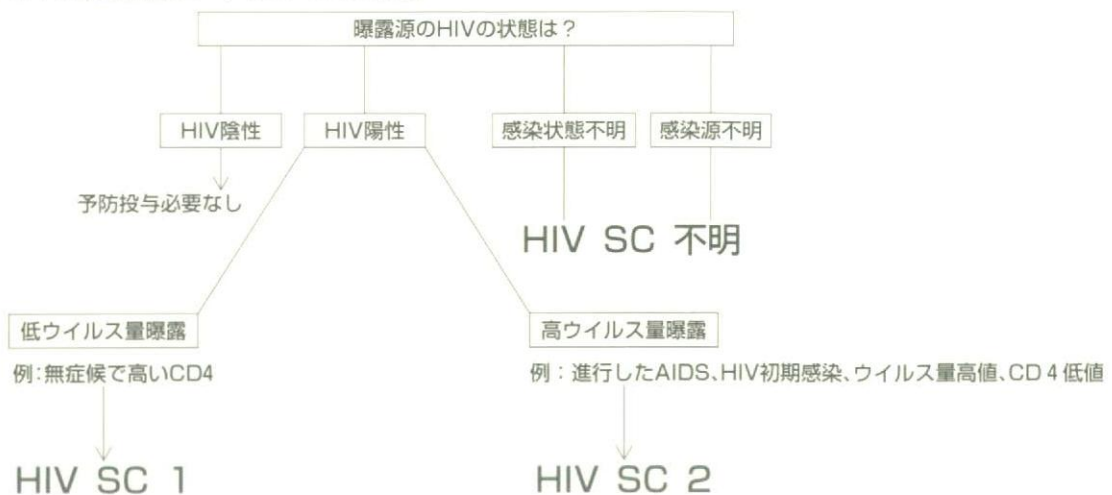 曝露源のHIVの状態は?
HIV陰性
HIV陽性
感染状態不明
感染源不明
予防投与必要なし
HIV SC 不明
低ウイルス量曝露
高ウイルス量曝露
例:無症候で高いCD4
例:進行したAIDS、HIV初期感染、ウイルス量高値、CD4低値
HIV SC 1
HIV SC 2